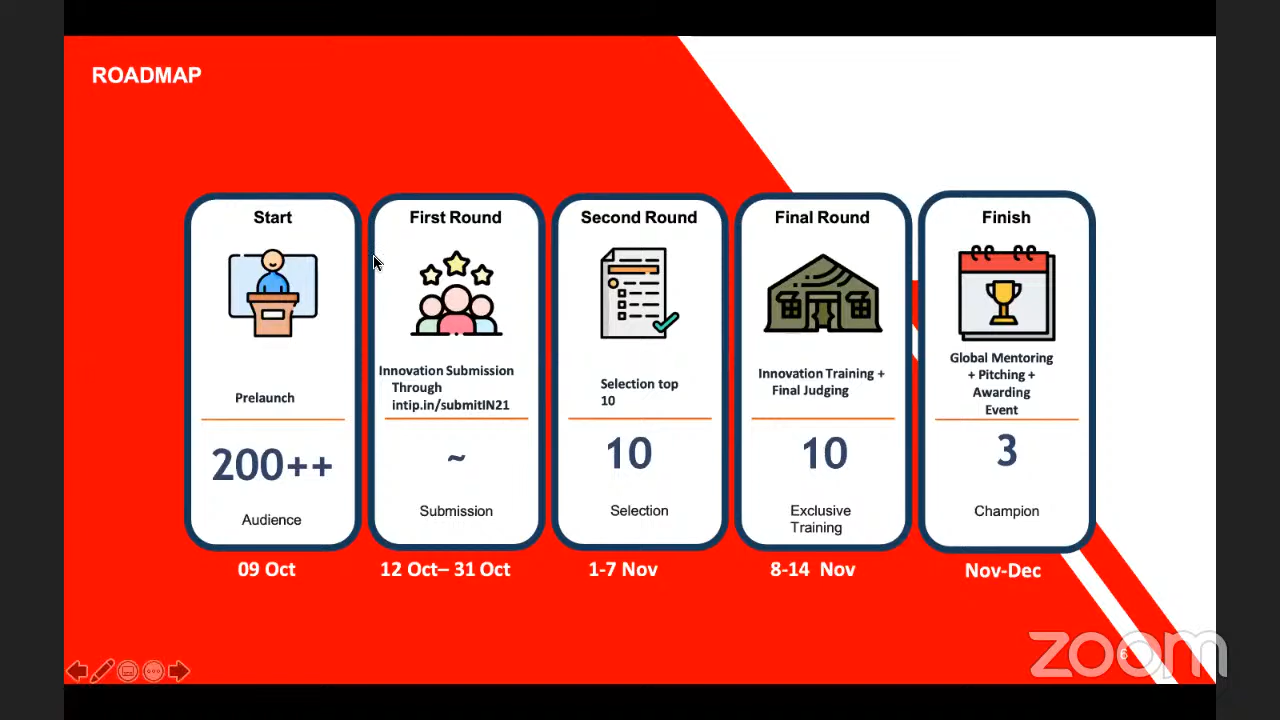 ROADMAP
Start
Prelaunch
200++
Audience
09 Oct
First Round
Innovation Submission
Through
intip.in/submitIN21
~
Submission
12 Oct– 31 Oct
Second Round
Selection top
10
10
Selection
1-7 Nov
Final Round
Innovation Training +
Final Judging
10
Exclusive
Training
8-14 Nov
Finish
Global Mentoring
+ Pitching +
Awarding
Event
3
Champion
Nov-Dec
6
zoom